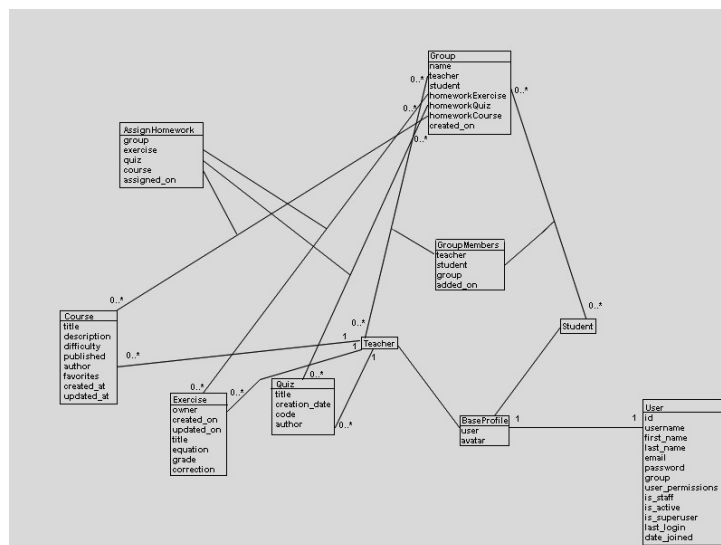 Group
name
teacher
student
homeworkExercise
homeworkQuiz
homeworkCourse
created_on
0..*
0..*
0..*
0..*
AssignHomework
group
exercise
quiz
course
assigned_on
GroupMembers
teacher
student
group
added_on
0..*
Course
title
description
difficulty
published
author
favorites
created_at
updated_at
0..*
0..*
Student
0..*
1
1
1
Teacher
0..*
0..*
Exercise
owner
created_on
updated_on
title
equation
grade
correction
0..*
0..*
Quiz
title
creation_date
code
author
0..*
BaseProfile
user
avatar
1
1
User
id
username
first_name
last_name
email
password
group
user_permissions
is_staff
is_active
is_superuser
last_login
date_joined